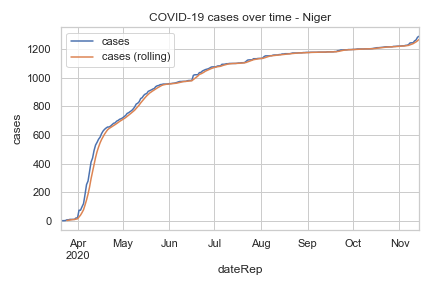 COVID-19 cases over time - Niger
cases
cases (rolling)
1200
1000
800
600
400
200
0
cases
Apr
2020
May
Jun
Jul
Aug
Sep
Oct
Nov
dateRep